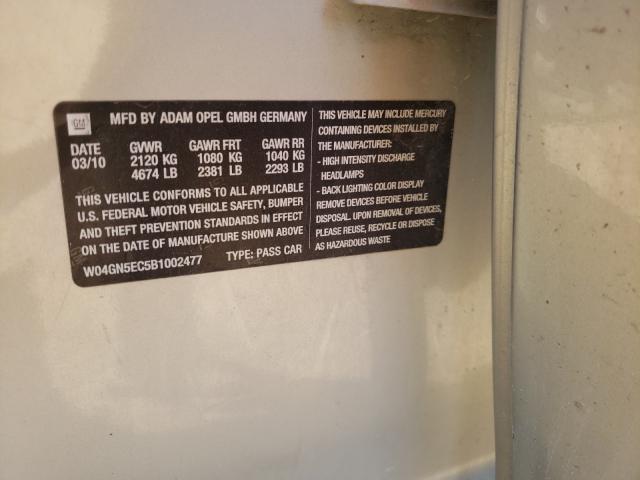 GM
MFD BY ADAM OPEL GMBH GERMANY
DATE GVWR GAWR FRT GAWR RR
03/10 2120 KG 1080 KG 1040 KG
4674 LB 2381 LB 2293 LB
THIS VEHICLE CONFORMS TO ALL APPLICABLE
U.S. FEDERAL MOTOR VEHICLE SAFETY, BUMPER
AND THEFT PREVENTION STANDARDS IN EFFECT
ON THE DATE OF MANUFACTURE SHOWN ABOVE
W04GN5EC5B1002477 TYPE: PASS CAR
THIS VEHICLE MAY INCLUDE MERCURY
CONTAINING DEVICES INSTALLED BY
THE MANUFACTURER:
- HIGH INTENSITY DISCHARGE
HEADLAMPS
- BACK LIGHTING COLOR DISPLAY
REMOVE DEVICES BEFORE VEHICLE
DISPOSAL UPON REMOVAL OF DEVICES,
PLEASE REUSE, RECYCLE OR DISPOSE
AS HAZARDOUS WASTE